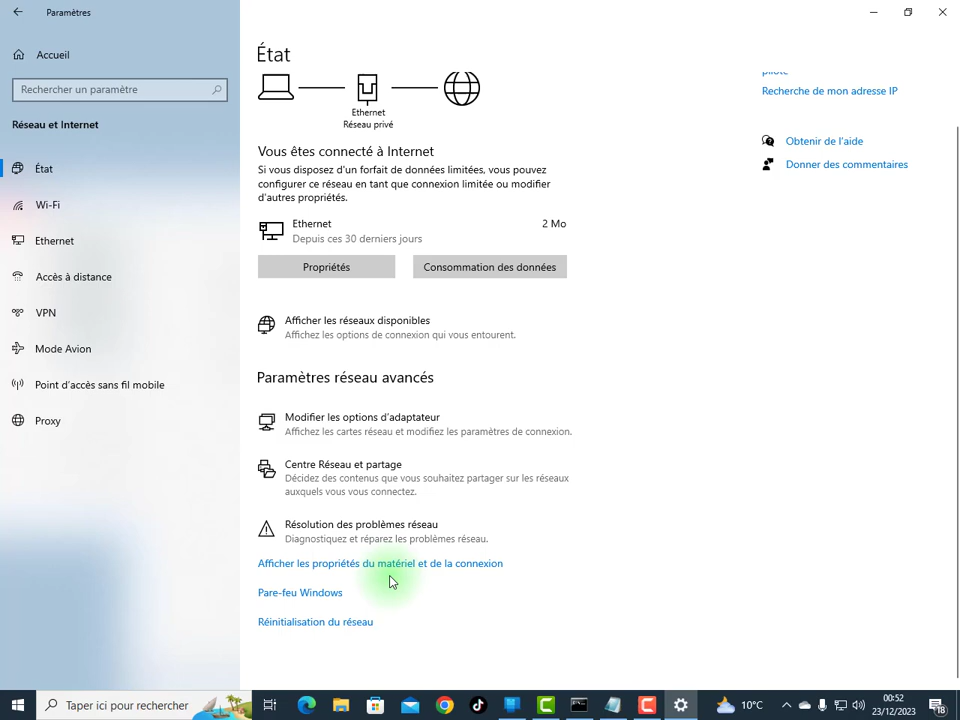 Paramètres
Accueil
Rechercher un paramètre
Réseau et Internet
État
Wi-Fi
Ethernet
Accès à distance
VPN
Mode Avion
Point d'accès sans fil mobile
Proxy
État
Ethernet
Réseau privé
Vous êtes connecté à Internet
Si vous disposez d'un forfait de données limitées, vous pouvez
configurer ce réseau en tant que connexion limitée ou modifier
d'autres propriétés.
Ethernet 2 Mo
Depuis ces 30 derniers jours
Propriétés Consommation des données
Afficher les réseaux disponibles
Affichez les options de connexion qui vous entourent.
Paramètres réseau avancés
Modifier les options d'adaptateur
Affichez les cartes réseau et modifiez les paramètres de connexion.
Centre Réseau et partage
Décidez des contenus que vous souhaitez partager sur les réseaux
auxquels vous vous connectez.
Résolution des problèmes réseau
Diagnostiquez et réparez les problèmes réseau.
Afficher les propriétés du matériel et de la connexion
Pare-feu Windows
Réinitialisation du réseau
pilote
Recherche de mon adresse IP
Obtenir de l'aide
Donner des commentaires
Taper ici pour rechercher
10°C
00:52
23/12/2023
18